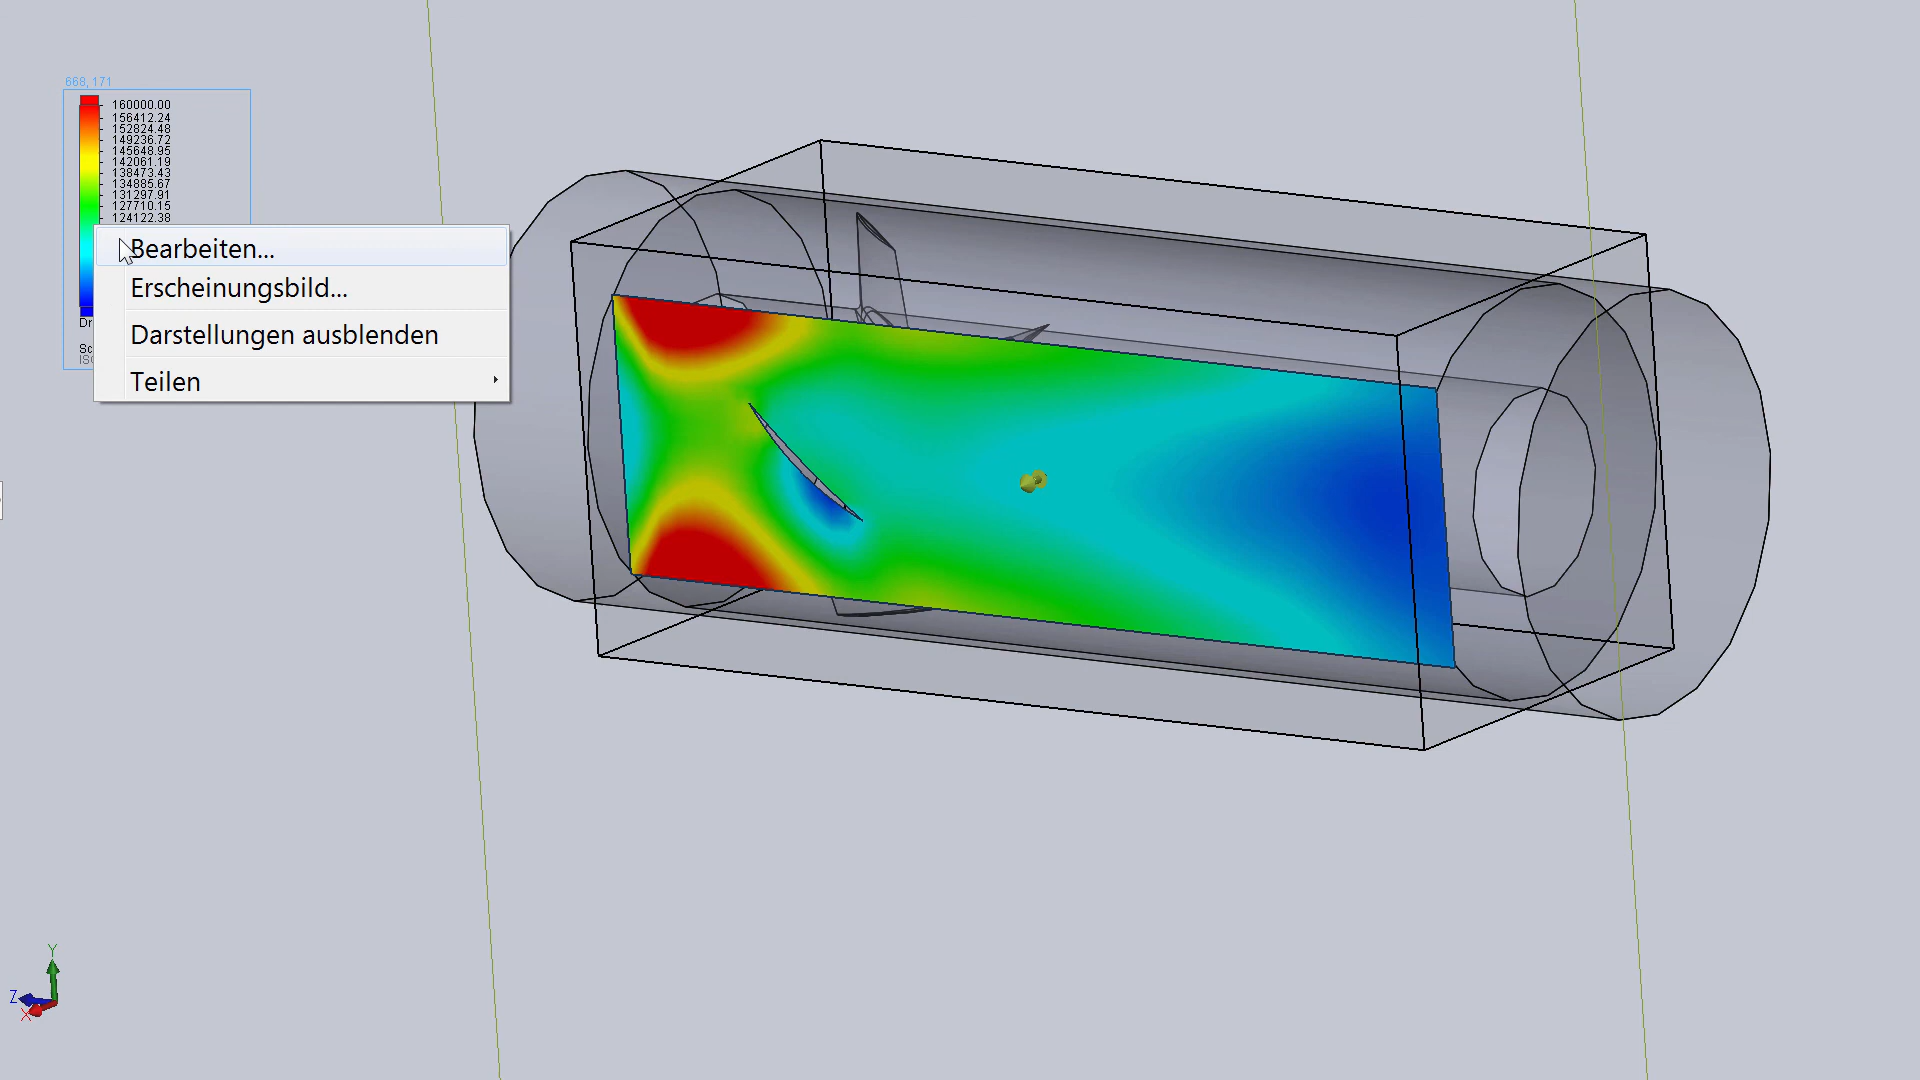 668, 171
160000.00
156412.24
152824.48
149236.72
145648.95
142061.19
138473.43
134885.67
131297.91
127710.15
124122.38
Bearbeiten...
Erscheinungsbild...
Darstellungen ausblenden
Teilen
Y
Z
X